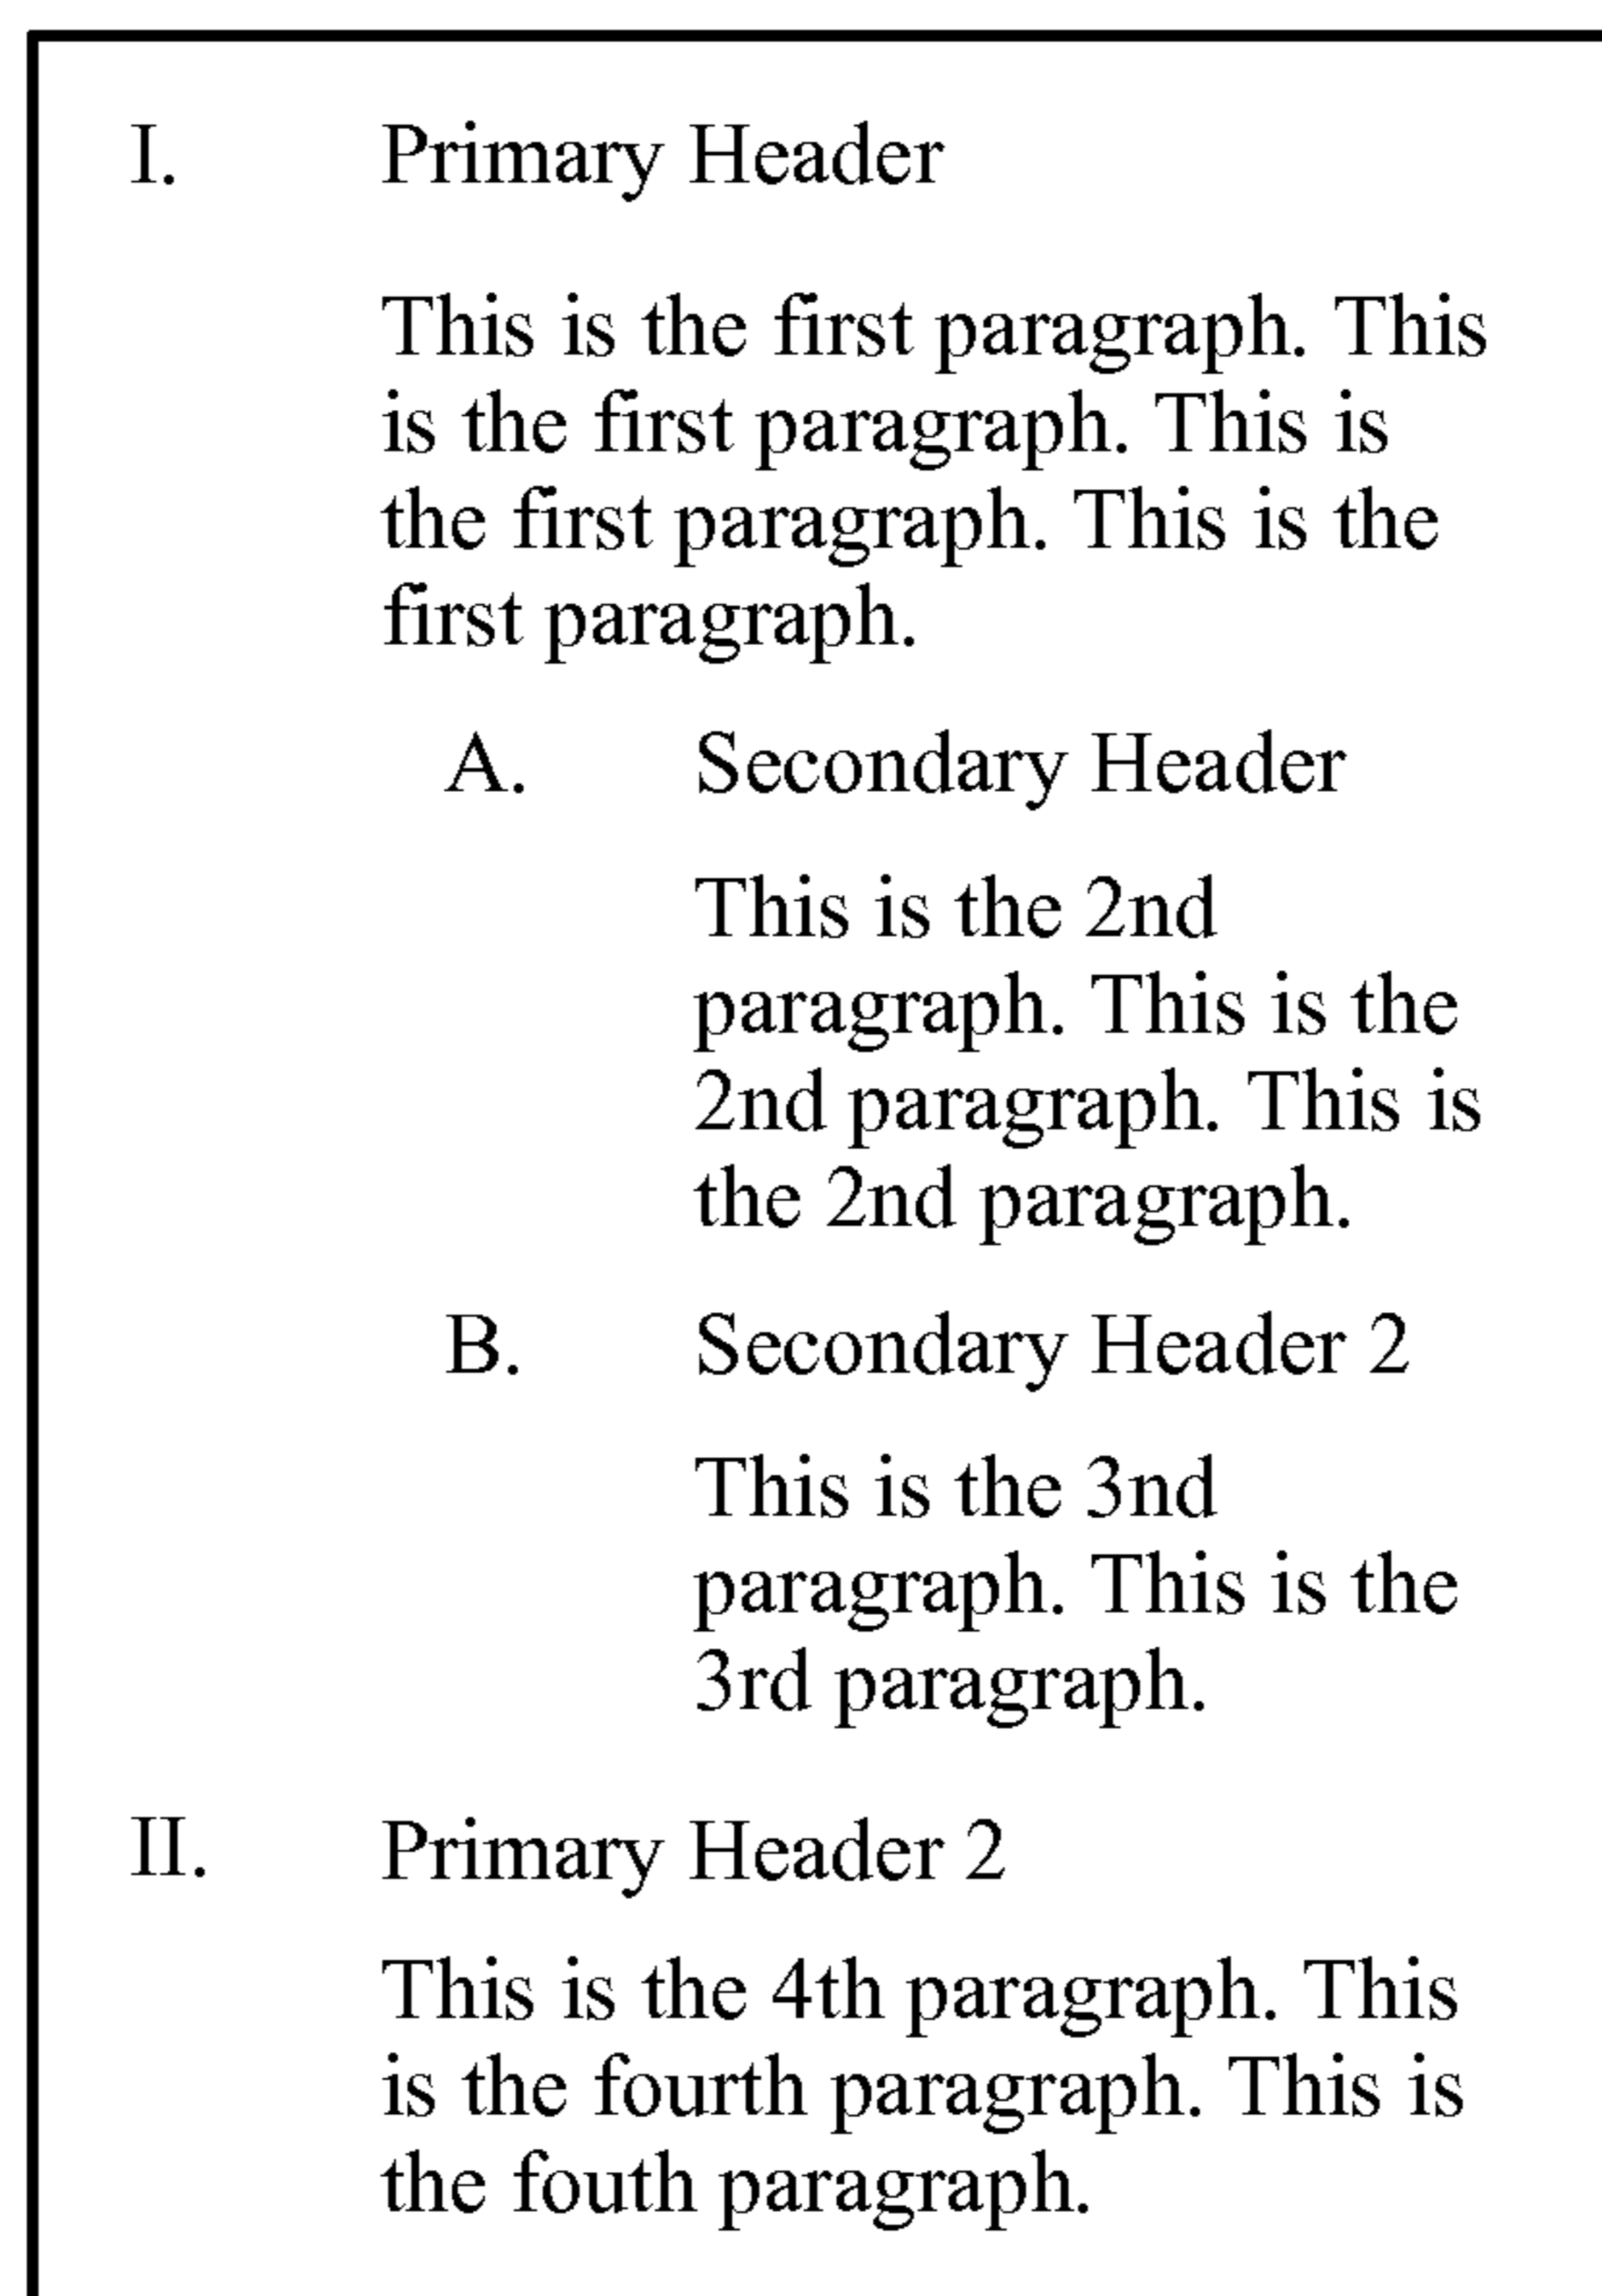 I. Primary Header
This is the first paragraph. This
is the first paragraph. This is
the first paragraph. This is the
first paragraph.
A. Secondary Header
This is the 2nd
paragraph. This is the
2nd paragraph. This is
the 2nd paragraph.
B. Secondary Header 2
This is the 3nd
paragraph. This is the
3rd paragraph.
II. Primary Header 2
This is the 4th paragraph. This
is the fourth paragraph. This is
the fouth paragraph.